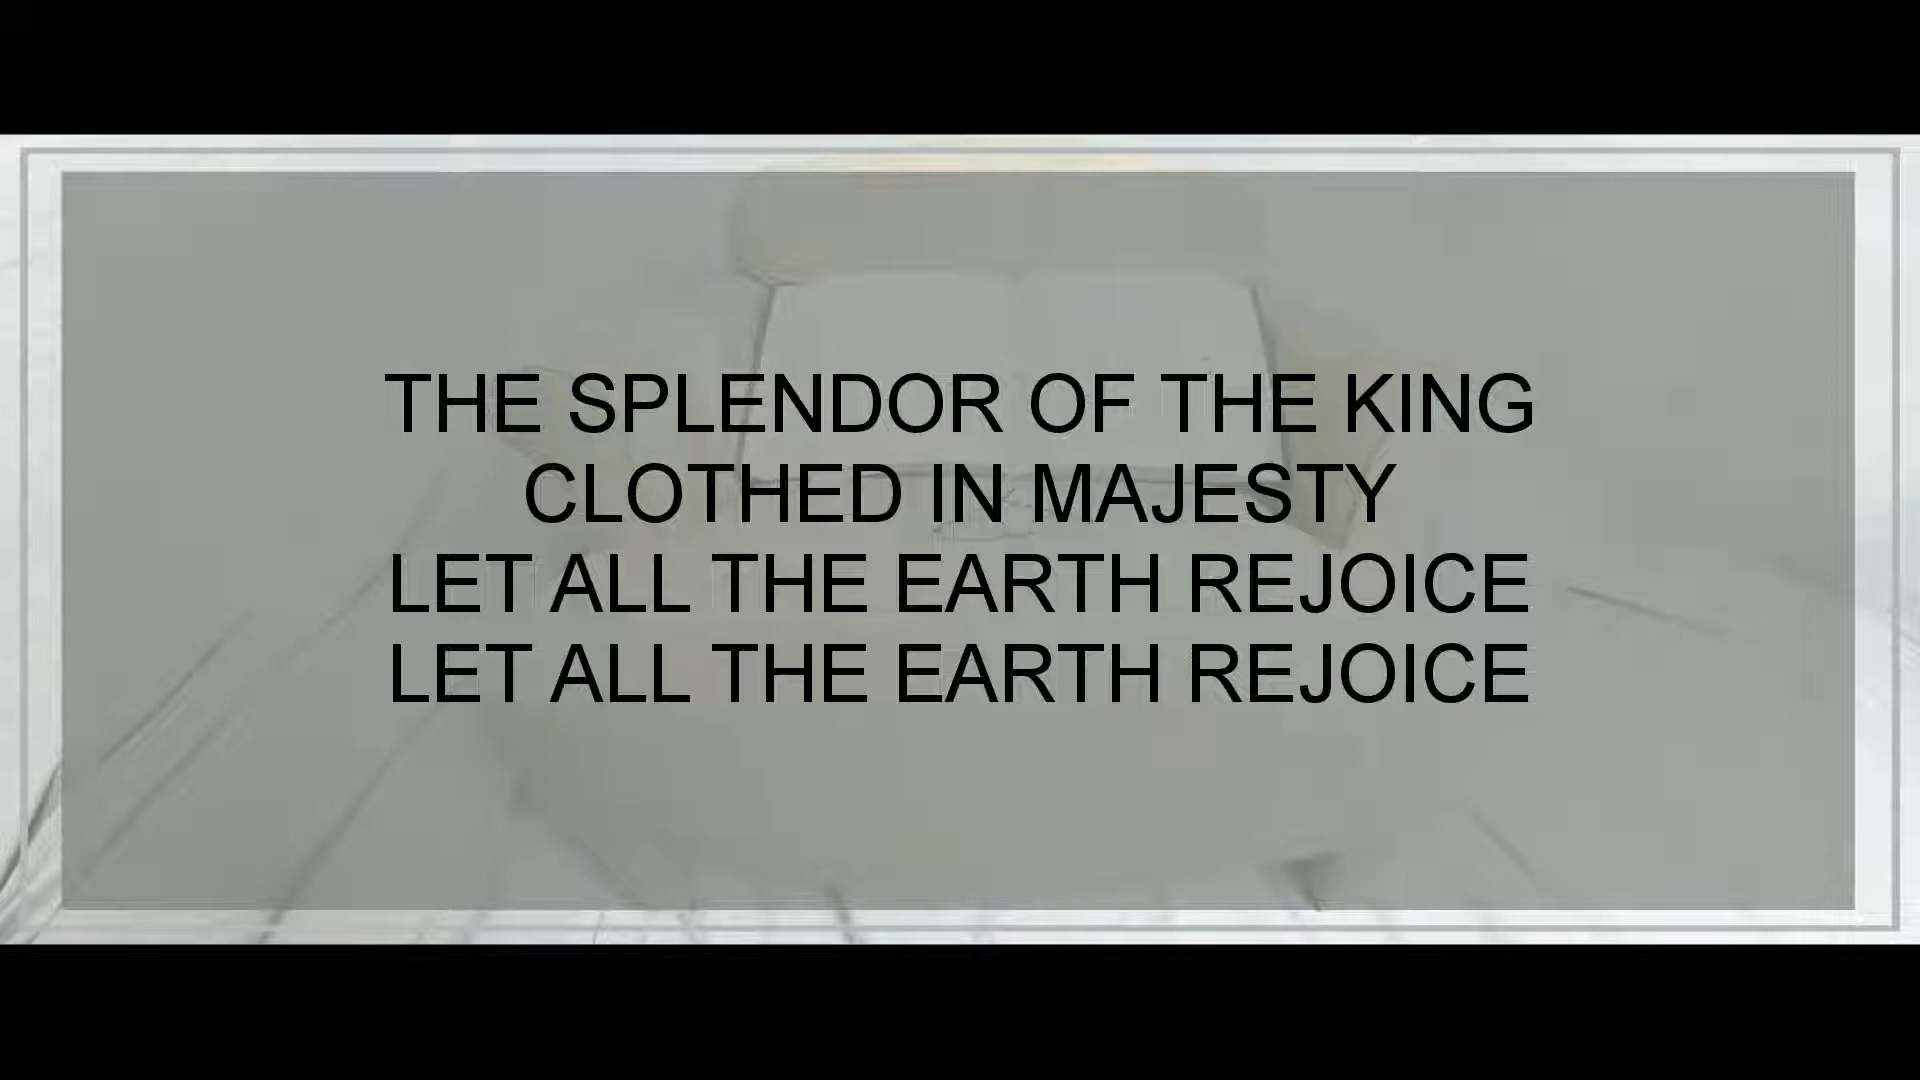 THE SPLENDOR OF THE KING
CLOTHED IN MAJESTY
LET ALL THE EARTH REJOICE
LET ALL THE EARTH REJOICE